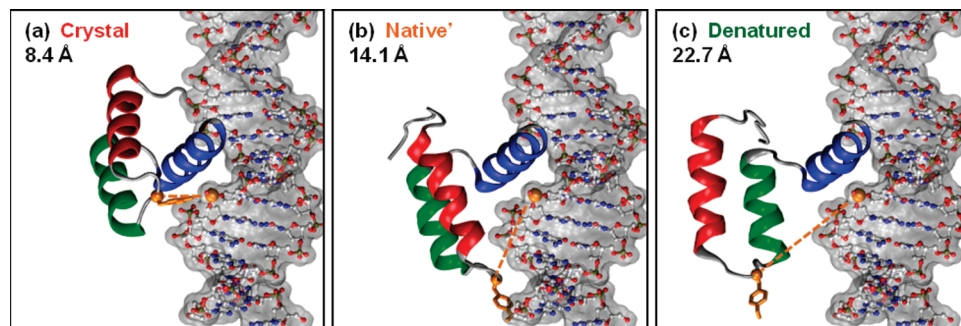 (a) Crystal
8.4 Å
(b) Native’
14.1 Å
(c) Denatured
22.7 Å